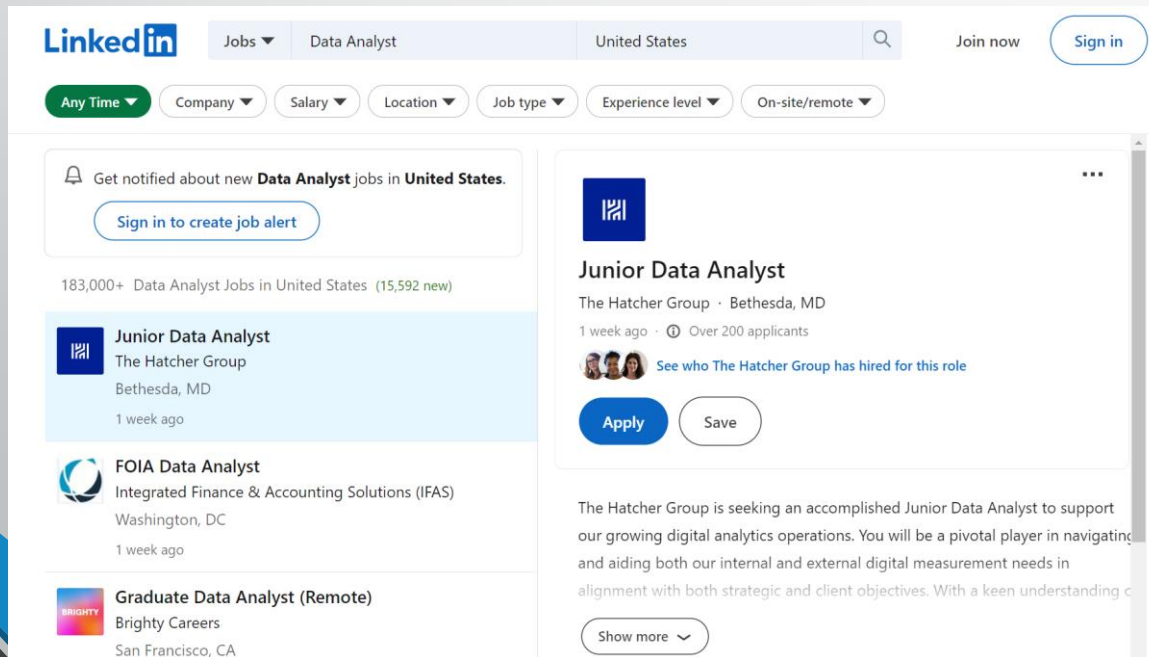 Linked in
Jobs Data Analyst United States Join now Sign in
Any Time Company Salary Location Job type Experience level On-site/remote
Get notified about new Data Analyst jobs in United States.
Sign in to create job alert
183,000+ Data Analyst Jobs in United States (15,592 new)
Junior Data Analyst
The Hatcher Group
Bethesda, MD
1 week ago
FOIA Data Analyst
Integrated Finance & Accounting Solutions (IFAS)
Washington, DC
1 week ago
BRIGHTY
Graduate Data Analyst (Remote)
Brighty Careers
San Francisco, CA
Junior Data Analyst
The Hatcher Group · Bethesda, MD
1 week ago · Over 200 applicants
See who The Hatcher Group has hired for this role
Apply Save
The Hatcher Group is seeking an accomplished Junior Data Analyst to support
our growing digital analytics operations. You will be a pivotal player in navigating
and aiding both our internal and external digital measurement needs in
alignment with both strategic and client objectives. With a keen understanding
Show more